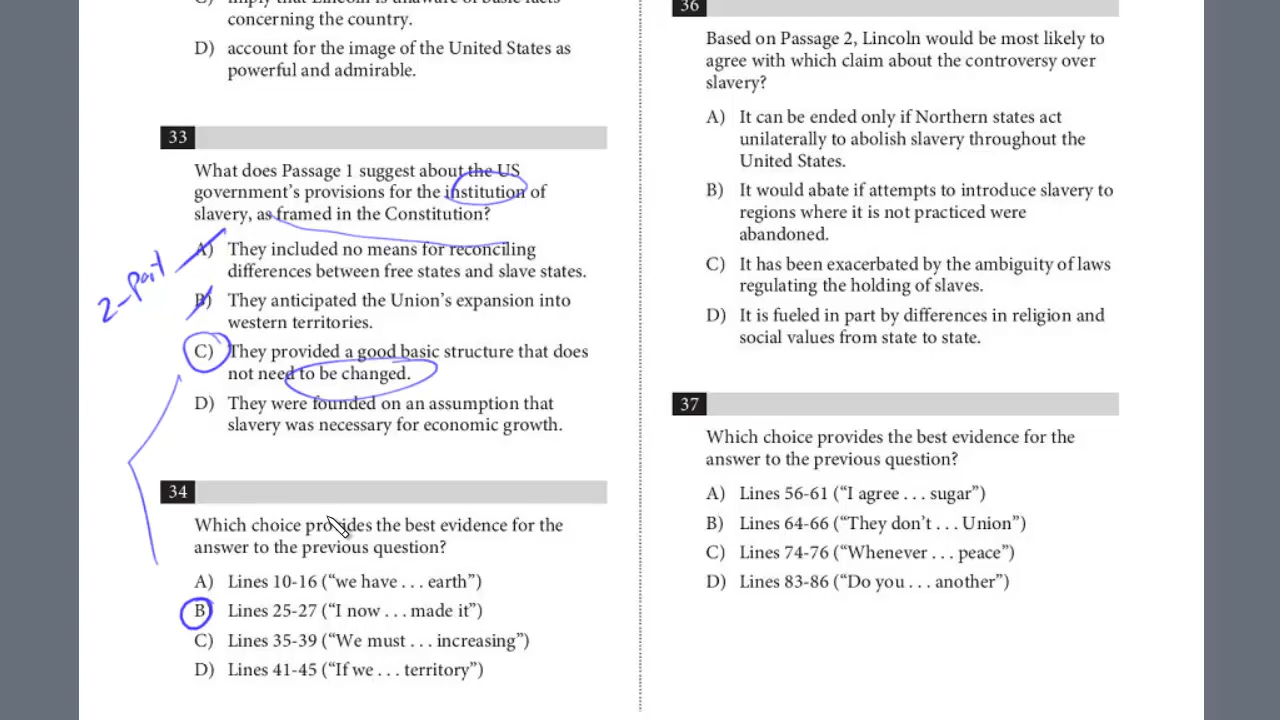 concerning the country.
D) account for the image of the United States as
powerful and admirable.
33
What does Passage 1 suggest about the US
government's provisions for the institution of
slavery, as framed in the Constitution?
A) They included no means for reconciling
differences between free states and slave states.
B) They anticipated the Union's expansion into
western territories.
C) They provided a good basic structure that does
not need to be changed.
D) They were founded on an assumption that
slavery was necessary for economic growth.
2-part
34
Which choice provides the best evidence for the
answer to the previous question?
A) Lines 10-16 (“we have . . . earth”)
B) Lines 25-27 (“I now . . . made it”)
C) Lines 35-39 (“We must . . . increasing”)
D) Lines 41-45 (“If we . . . territory”)
36
Based on Passage 2, Lincoln would be most likely to
agree with which claim about the controversy over
slavery?
A) It can be ended only if Northern states act
unilaterally to abolish slavery throughout the
United States.
B) It would abate if attempts to introduce slavery to
regions where it is not practiced were
abandoned.
C) It has been exacerbated by the ambiguity of laws
regulating the holding of slaves.
D) It is fueled in part by differences in religion and
social values from state to state.
37
Which choice provides the best evidence for the
answer to the previous question?
A) Lines 56-61 (“I agree . . . sugar”)
B) Lines 64-66 (“They don’t . . . Union”)
C) Lines 74-76 (“Whenever . . . peace”)
D) Lines 83-86 (“Do you . . . another”)